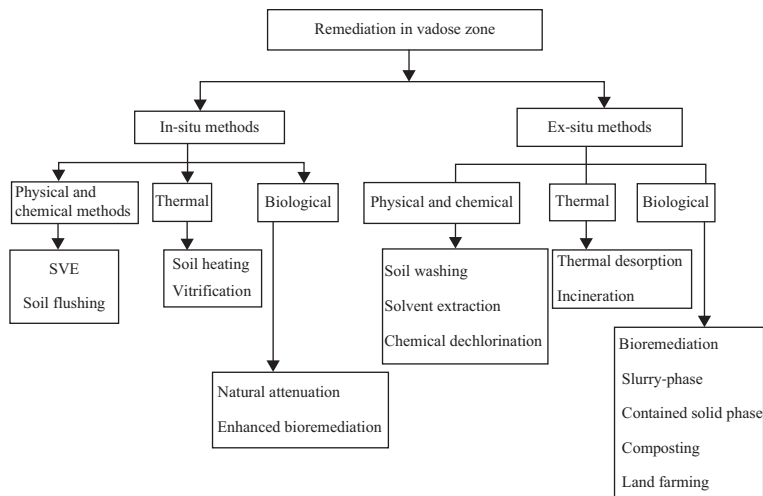 Remediation in vadose zone
In-situ methods
Ex-situ methods
Physical and
chemical methods
Thermal
Biological
Physical and chemical
Thermal
Biological
SVE
Soil flushing
Soil heating
Vitrification
Natural attenuation
Enhanced bioremediation
Soil washing
Solvent extraction
Chemical dechlorination
Thermal desorption
Incineration
Bioremediation
Slurry-phase
Contained solid phase
Composting
Land farming